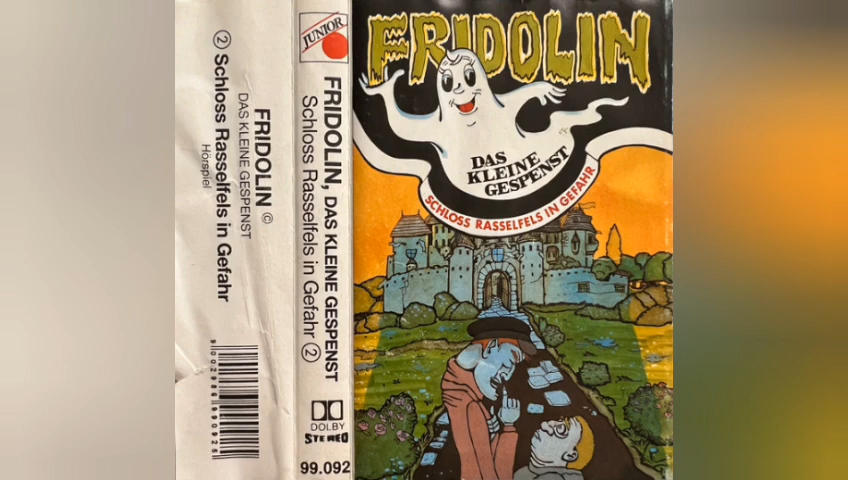 ② Schloss Rasselfels in Gefahr
Hörspiel
FRIDOLIN ©
DAS KLEINE GESPENST
9002986990926
JUNIOR
FRIDOLIN, DAS KLEINE GESPENST
Schloss Rasselfels in Gefahr ②
DOLBY
STEREO
99.092
FRIDOLIN
DAS
KLEINE
GESPENST
SCHLOSS RASSELFELS IN GEFAHR